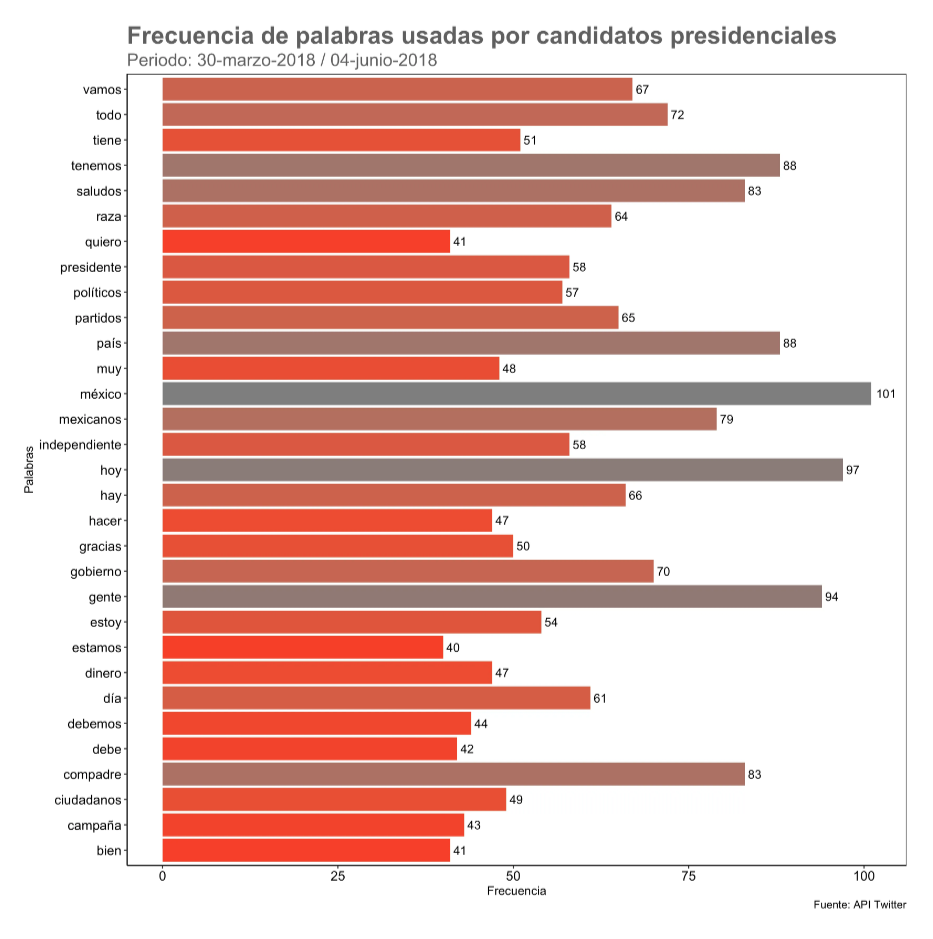 Frecuencia de palabras usadas por candidatos presidenciales
Periodo: 30-marzo-2018 / 04-junio-2018
vamos 67
todo 72
tiene 51
tenemos 88
saludos 83
raza 64
quiero 41
presidente 58
políticos 57
partidos 65
país 88
muy 48
méxico 101
mexicanos 79
independiente 58
hoy 97
hay 66
hacer 47
gracias 50
gobierno 70
gente 94
estoy 54
estamos 40
dinero 47
día 61
debemos 44
debe 42
compadre 83
ciudadanos 49
campaña 43
bien 41
Palabras
0 25 50 75 100
Frecuencia
Fuente: API Twitter